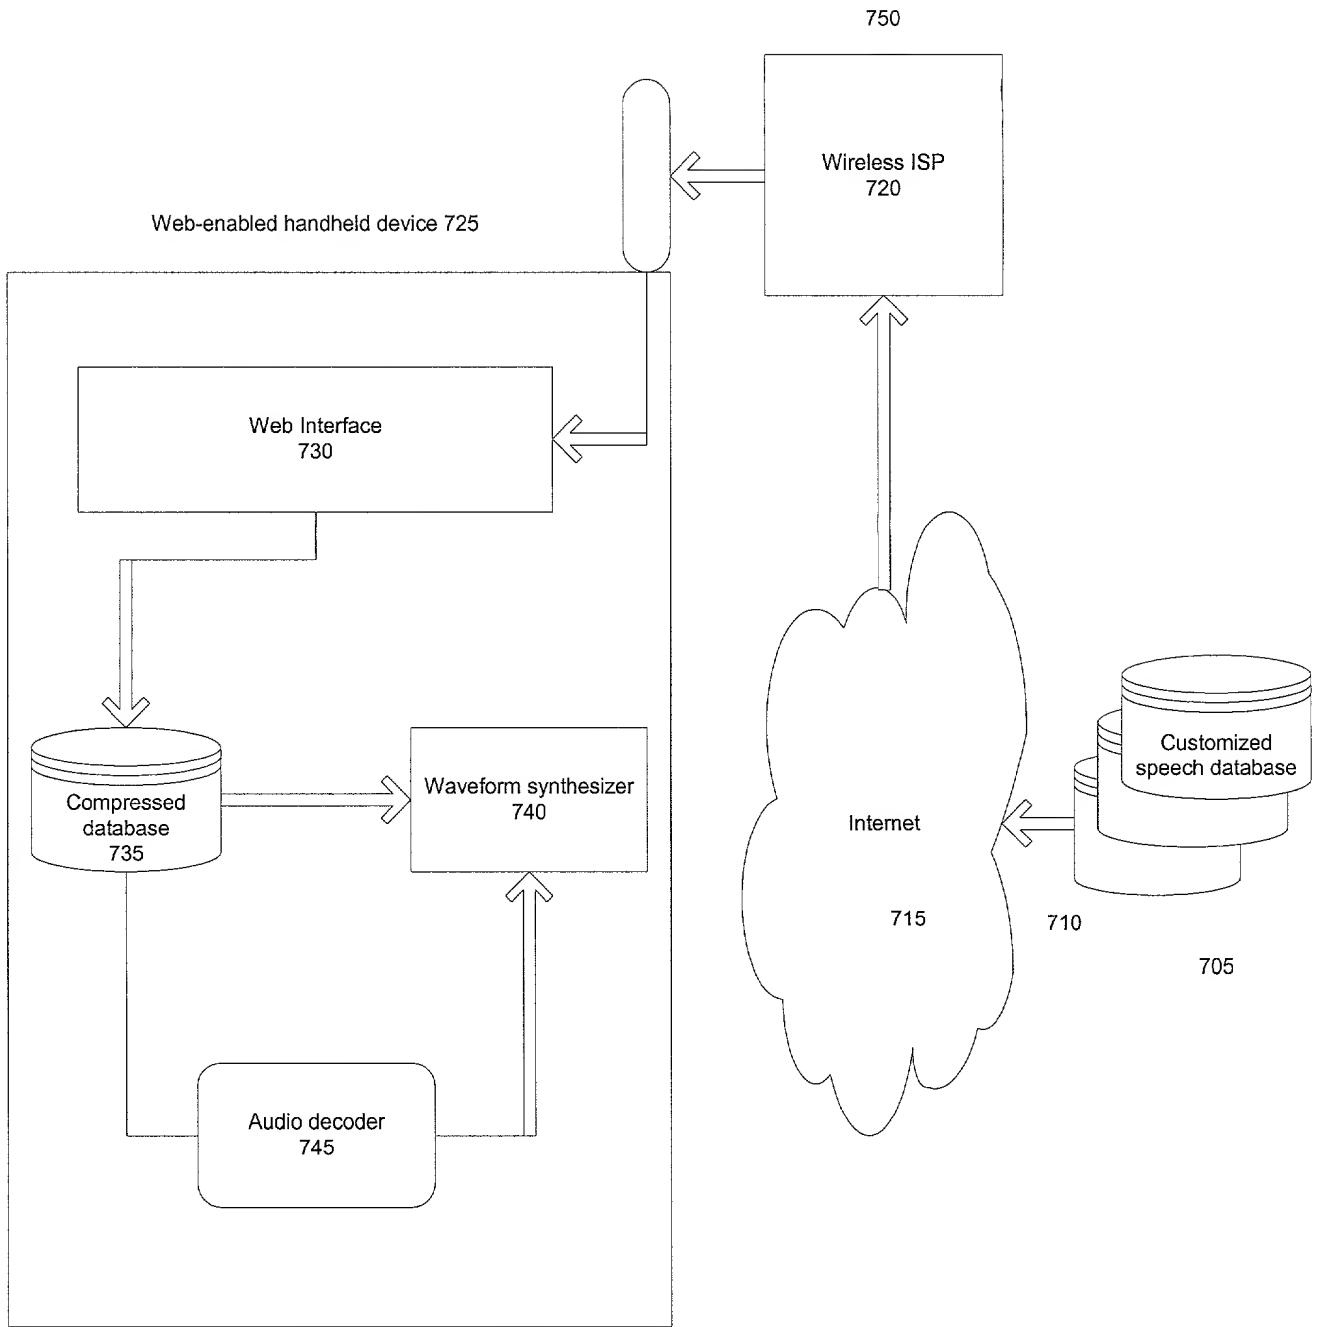 750
Wireless ISP
720
Web-enabled handheld device 725
Web Interface
730
Customized
speech database
Compressed
database
735
Waveform synthesizer
740
Internet
715
710
705
Audio decoder
745